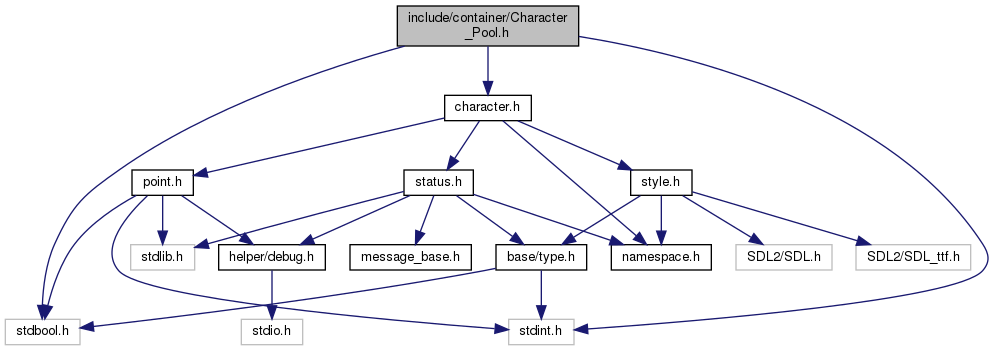 include/container/Character
_Pool.h
character.h
point.h
status.h
style.h
stdlib.h
helper/debug.h
message_base.h
base/type.h
namespace.h
SDL2/SDL.h
SDL2/SDL_ttf.h
stdbool.h
stdio.h
stdint.h